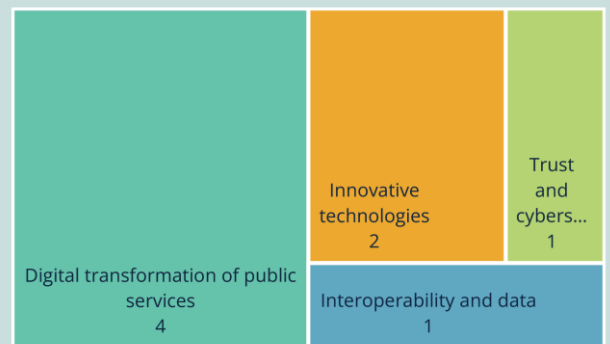 Digital transformation of public
services
4
Innovative
technologies
2
Trust
and
cybers...
1
Interoperability and data
1